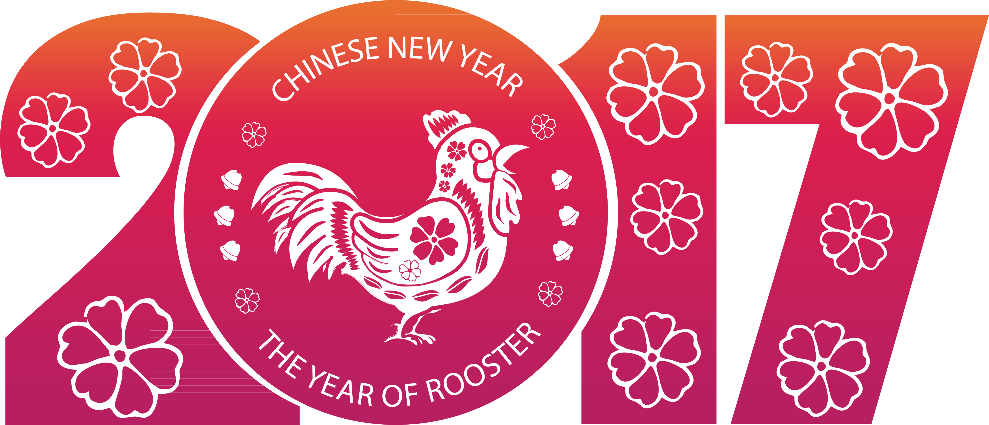 2017
CHINESE NEW YEAR
THE YEAR OF ROOSTER